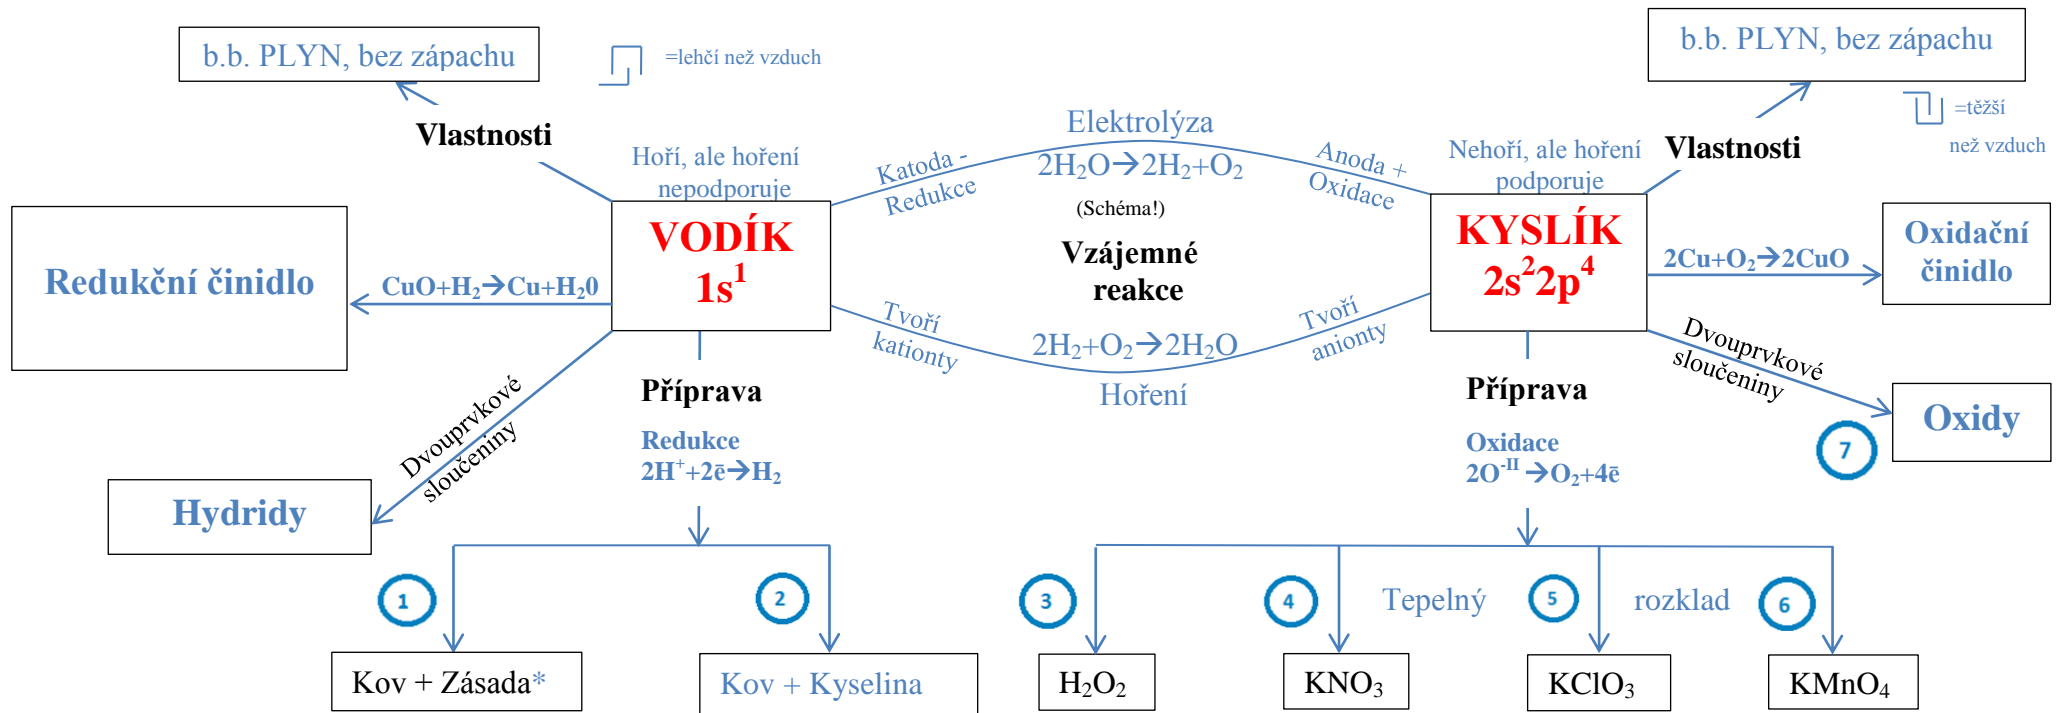 b.b. PLYN, bez zápachu
=lehčí než vzduch
Vlastnosti
Hoří, ale hoření
nepodporuje
VODÍK
1s¹
Redukční činidlo
CuO+H₂→Cu+H₂0
Dvouprvkové
sloučeniny
Hydridy
Příprava
Redukce
2H⁺+2ē→H₂
1
2
Kov + Zásada*
Kov + Kyselina
Elektrolýza
2H₂O→2H₂+O₂
Katoda -
Redukce
Anoda +
Oxidace
(Schéma!)
Vzájemné
reakce
Tvoří
kationty
Tvoří
anionty
2H₂+O₂→2H₂O
Hoření
b.b. PLYN, bez zápachu
=těžší
než vzduch
Vlastnosti
Nehoří, ale hoření
podporuje
KYSLÍK
2s²2p⁴
2Cu+O₂→2CuO
Oxidační
činidlo
Dvouprvkové
sloučeniny
Oxidy
7
Příprava
Oxidace
2O⁻ᴵᴵ →O₂+4ē
3
4
Tepelný
5
rozklad
6
H₂O₂
KNO₃
KClO₃
KMnO₄